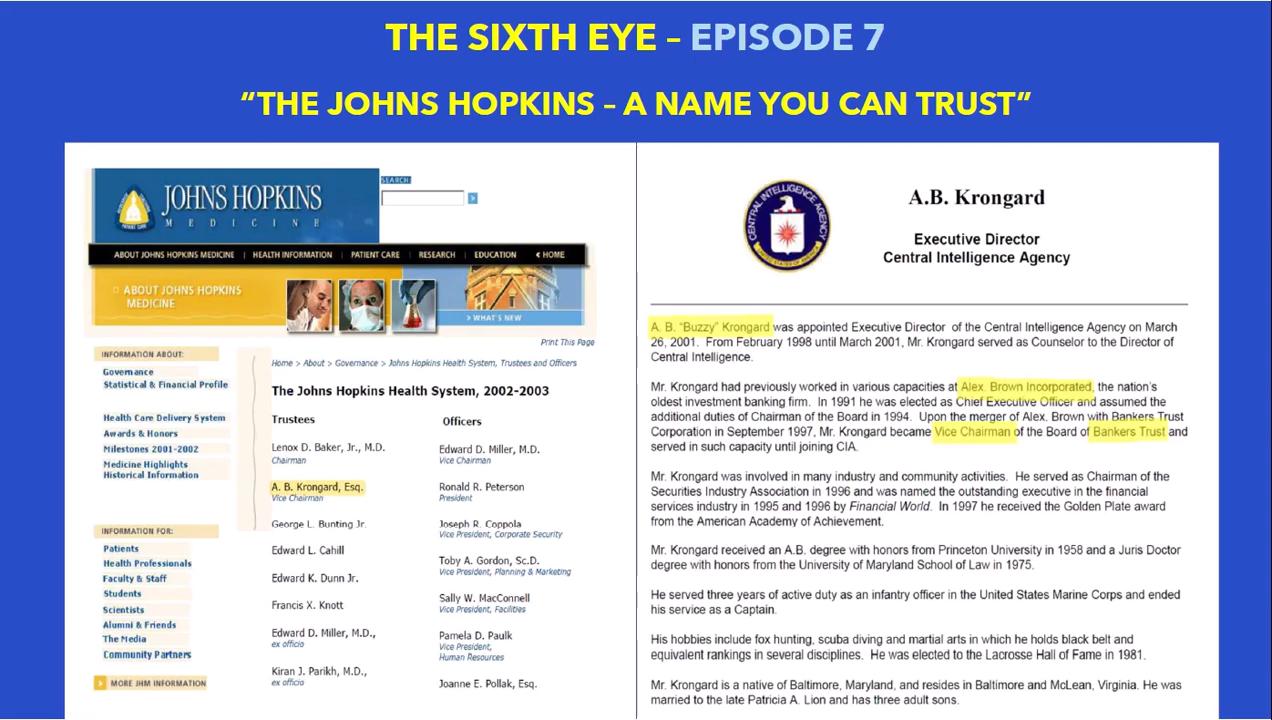 THE SIXTH EYE – EPISODE 7
“THE JOHNS HOPKINS – A NAME YOU CAN TRUST”
JOHNS HOPKINS
M E D I C I N E
SEARCH:
ABOUT JOHNS HOPKINS MEDICINE | HEALTH INFORMATION | PATIENT CARE | RESEARCH | EDUCATION | HOME
ABOUT JOHNS HOPKINS
MEDICINE
> WHAT'S NEW
Print This Page
INFORMATION ABOUT:
Governance
Statistical & Financial Profile
Health Care Delivery System
Awards & Honors
Milestones 2001-2002
Medicine Highlights
Historical Information
INFORMATION FOR:
Patients
Health Professionals
Faculty & Staff
Students
Scientists
Alumni & Friends
The Media
Community Partners
MORE JHM INFORMATION
Home > About > Governance > Johns Hopkins Health System, Trustees and Officers
The Johns Hopkins Health System, 2002-2003
Trustees
Lenox D. Baker, Jr., M.D.
Chairman
A. B. Krongard, Esq.
Vice Chairman
George L. Bunting Jr.
Edward L. Cahill
Edward K. Dunn Jr.
Francis X. Knott
Edward D. Miller, M.D.,
ex officio
Kiran J. Parikh, M.D.,
ex officio
Officers
Edward D. Miller, M.D.
Vice Chairman
Ronald R. Peterson
President
Joseph R. Coppola
Vice President, Corporate Security
Toby A. Gordon, Sc.D.
Vice President, Planning & Marketing
Sally W. MacConnell
Vice President, Facilities
Pamela D. Paulk
Vice President,
Human Resources
Joanne E. Pollak, Esq.
CENTRAL INTELLIGENCE AGENCY
UNITED STATES OF AMERICA
A.B. Krongard
Executive Director
Central Intelligence Agency
A. B. “Buzzy” Krongard was appointed Executive Director of the Central Intelligence Agency on March
26, 2001. From February 1998 until March 2001, Mr. Krongard served as Counselor to the Director of
Central Intelligence.
Mr. Krongard had previously worked in various capacities at Alex. Brown Incorporated, the nation's
oldest investment banking firm. In 1991 he was elected as Chief Executive Officer and assumed the
additional duties of Chairman of the Board in 1994. Upon the merger of Alex. Brown with Bankers Trust
Corporation in September 1997, Mr. Krongard became Vice Chairman of the Board of Bankers Trust and
served in such capacity until joining CIA.
Mr. Krongard was involved in many industry and community activities. He served as Chairman of the
Securities Industry Association in 1996 and was named the outstanding executive in the financial
services industry in 1995 and 1996 by Financial World. In 1997 he received the Golden Plate award
from the American Academy of Achievement.
Mr. Krongard received an A.B. degree with honors from Princeton University in 1958 and a Juris Doctor
degree with honors from the University of Maryland School of Law in 1975.
He served three years of active duty as an infantry officer in the United States Marine Corps and ended
his service as a Captain.
His hobbies include fox hunting, scuba diving and martial arts in which he holds black belt and
equivalent rankings in several disciplines. He was elected to the Lacrosse Hall of Fame in 1981.
Mr. Krongard is a native of Baltimore, Maryland, and resides in Baltimore and McLean, Virginia. He was
married to the late Patricia A. Lion and has three adult sons.